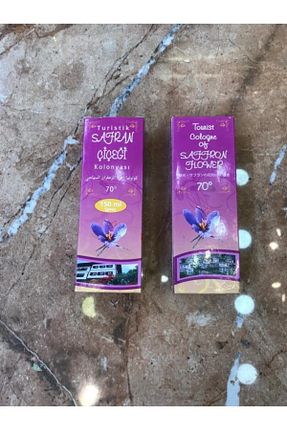 Turistik
SAFRAN
ÇİÇEĞİ
Kolonyası
70°
150 ml
Tourist
Cologne
Of
SAFFRON
FLOWER
70°